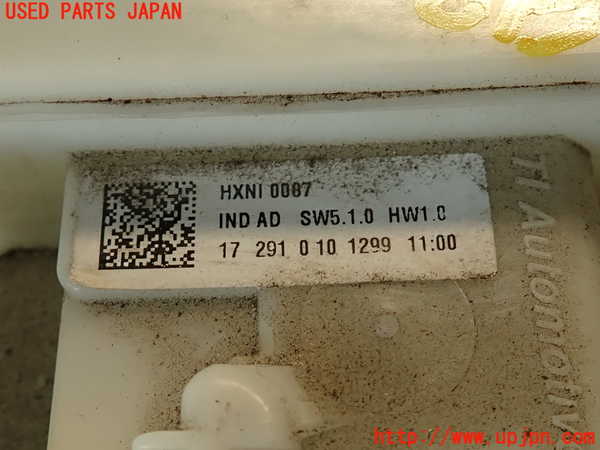 USED PARTS JAPAN
HXNI 0087
IND AD SW5.1.0 HW1.0
17 291 0 10 1299 11:00
TI Automotive
http://www.upjpn.com/